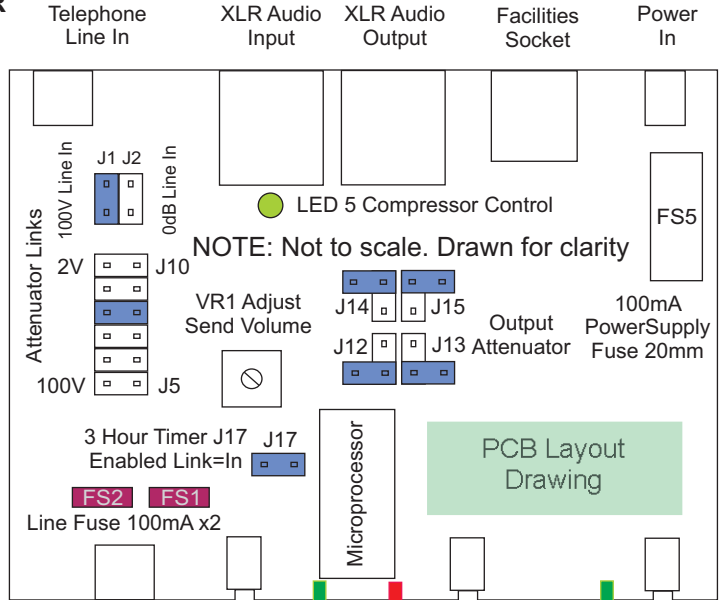 R
Telephone
Line In
XLR Audio
Input
XLR Audio
Output
Facilities
Socket
Power
In
100V Line In
J1 J2
0dB Line In
FS5
LED 5 Compressor Control
NOTE: Not to scale. Drawn for clarity
Attenuator Links
2V
J10
100V
J5
VR1 Adjust
Send Volume
J14
J15
J12
J13
Output
Attenuator
100mA
PowerSupply
Fuse 20mm
3 Hour Timer J17
Enabled Link=In
J17
FS2
FS1
Line Fuse 100mA x2
Microprocessor
PCB Layout
Drawing